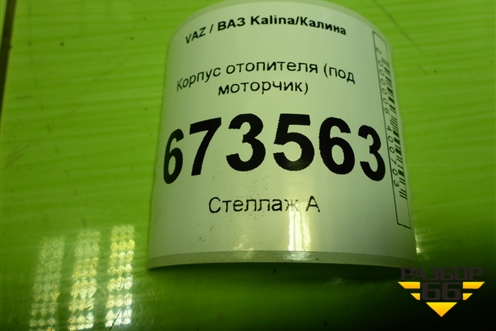 VAZ / ВАЗ Kalina/Калина
Корпус отопителя (под
моторчик)
673563
Стеллаж А
РАЗБОР
66